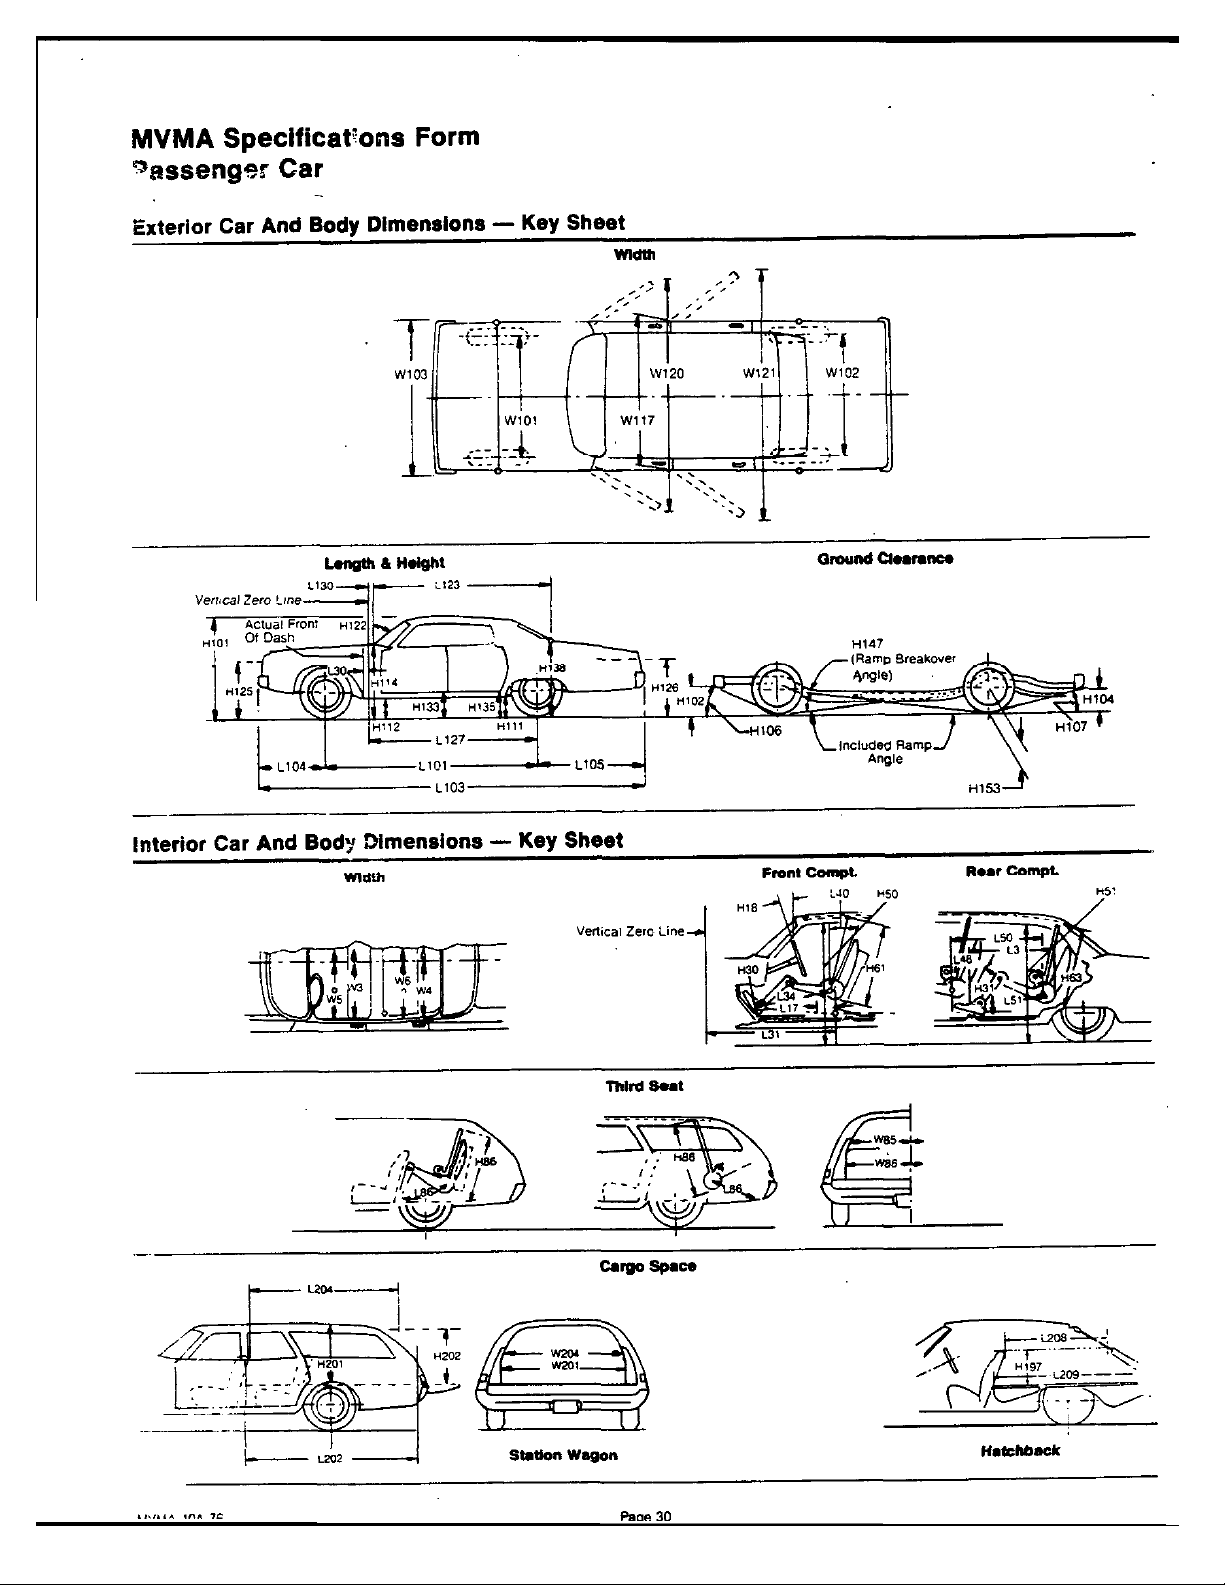 MVMA Specifications Form
Passenger Car
Exterior Car And Body Dimensions — Key Sheet
Width
W103
W101
W117
W120
W121
W102
Length & Height
Ground Clearance
L130
L123
Vertical Zero Line
Actual Front
Of Dash
H122
H101
L30
H114
H138
H125
H126
H133
H135
H112
H111
L127
L104
L101
L105
L103
H147
(Ramp Breakover
Angle)
H102
H104
H106
H107
Included Ramp
Angle
H153
Interior Car And Body Dimensions — Key Sheet
Width
Front Compt.
Rear Compt.
W5
W3
W6
W4
Vertical Zero Line
H18
L40
H50
H30
H61
L34
L17
L31
H51
L50
L3
L48
H31
H63
L51
Third Seat
H86
L86
H86
L86
W85
W86
Cargo Space
L204
H201
H202
L202
W204
W201
Station Wagon
L208
H197
L209
Hatchback
Page 30